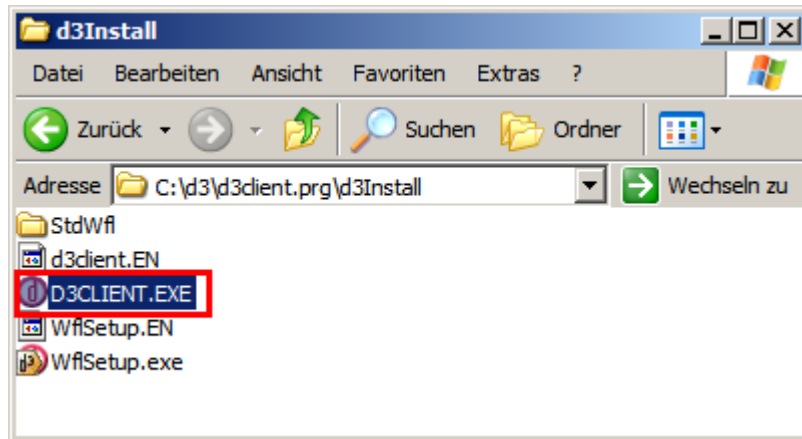 d3Install
Datei Bearbeiten Ansicht Favoriten Extras ?
Zurück Suchen Ordner
Adresse C:\d3\d3client.prg\d3Install Wechseln zu
StdWfl
d3client.EN
D3CLIENT.EXE
WflSetup.EN
WflSetup.exe